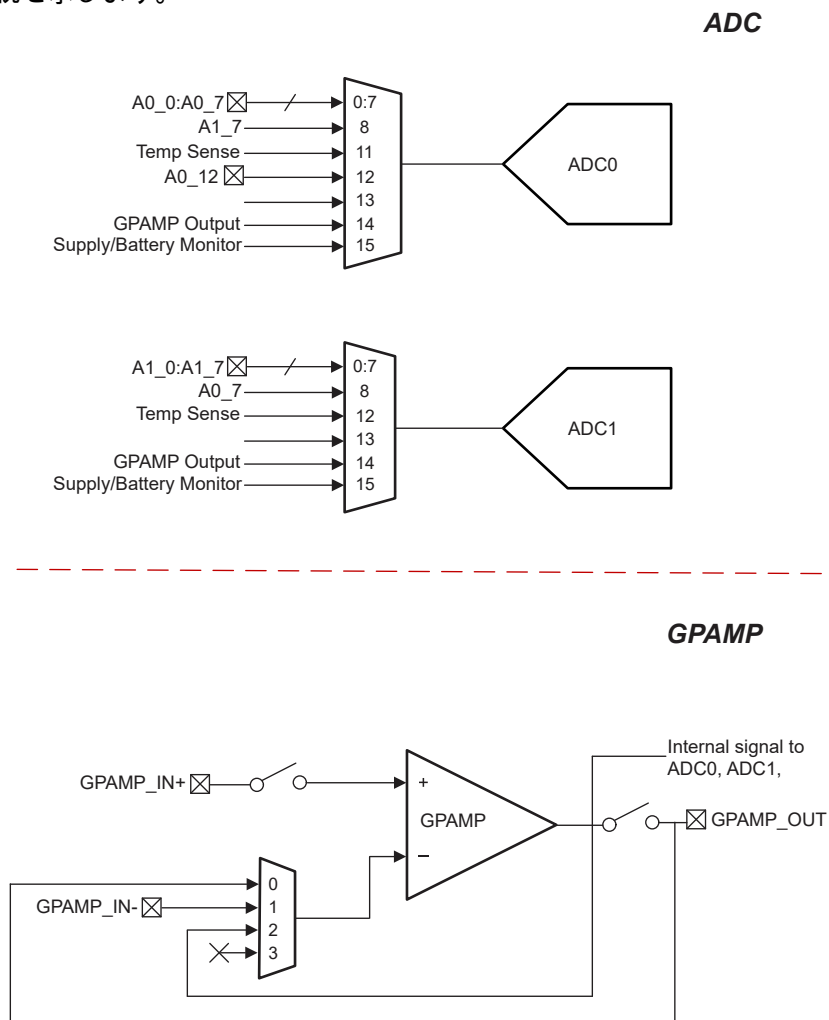 ADC
A0_0:A0_7
0:7
A1_7
8
Temp Sense
11
A0_12
12
13
GPAMP Output
14
Supply/Battery Monitor
15
ADC0
A1_0:A1_7
0:7
A0_7
8
Temp Sense
12
13
GPAMP Output
14
Supply/Battery Monitor
15
ADC1
GPAMP
Internal signal to
ADC0, ADC1,
GPAMP_IN+
+
GPAMP
−
GPAMP_OUT
0
GPAMP_IN-
1
2
3